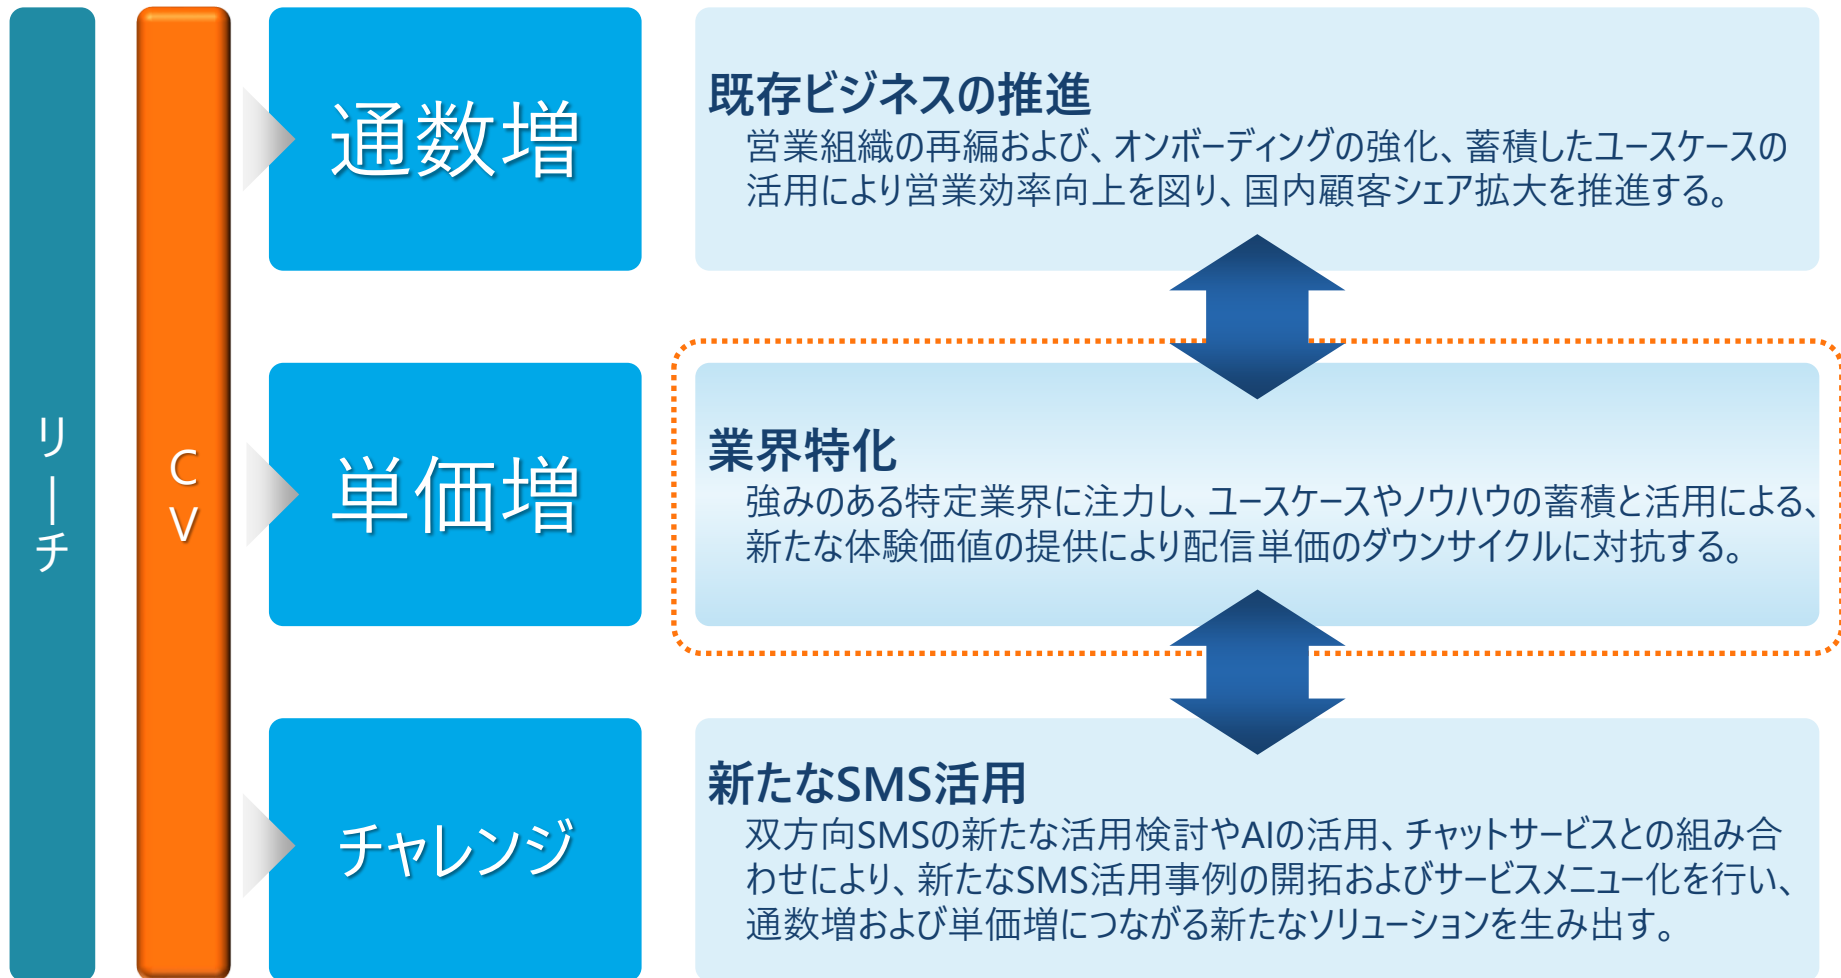 リーチ
CV
通数増
既存ビジネスの推進
営業組織の再編および、オンボーディングの強化、蓄積したユースケースの
活用により営業効率向上を図り、国内顧客シェア拡大を推進する。
単価増
業界特化
強みのある特定業界に注力し、ユースケースやノウハウの蓄積と活用による、
新たな体験価値の提供により配信単価のダウンサイクルに対抗する。
チャレンジ
新たなSMS活用
双方向SMSの新たな活用検討やAIの活用、チャットサービスとの組み合
わせにより、新たなSMS活用事例の開拓およびサービスメニュー化を行い、
通数増および単価増につながる新たなソリューションを生み出す。